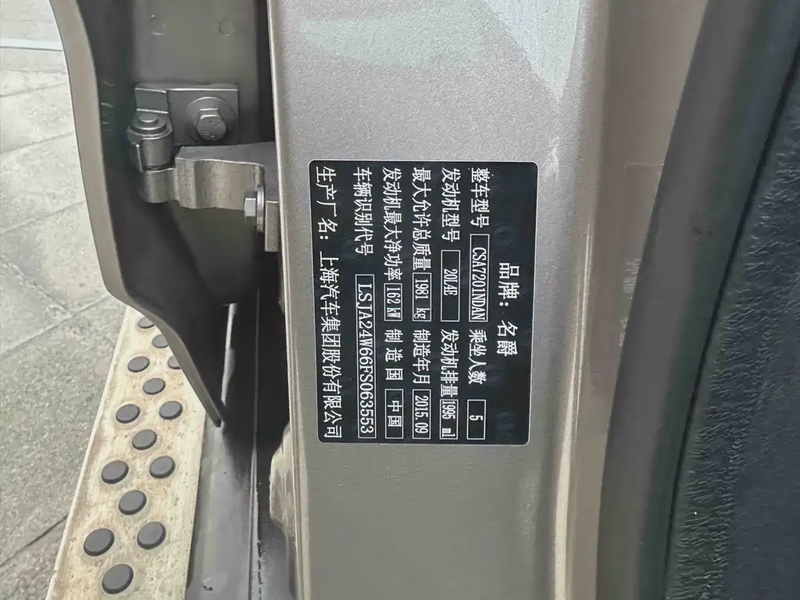 品牌：名爵
整车型号 CSA7201NDAN 乘坐人数 5
发动机型号 20L4E 发动机排量 1995 ml
最大允许总质量 1981 kg 制造年月 2015.09
发动机最大净功率 162 kW 制造国 中国
车辆识别代号 LSJA24W66FS063553
生产厂名：上海汽车集团股份有限公司